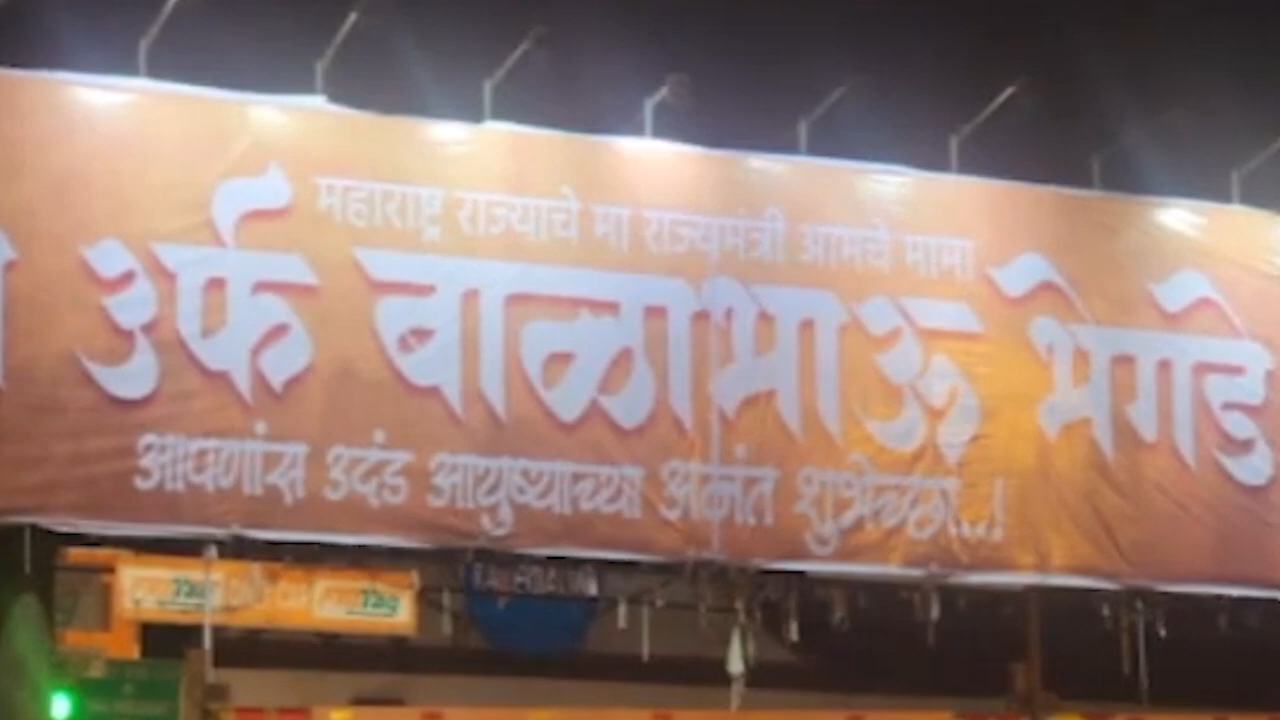 महाराष्ट्र राज्याचे मा राज्यमंत्री आमचे मामा
उर्फ बाळाभाऊ भेगडे
आपणांस उदंड आयुष्याच्या अनंत शुभेच्छा...!